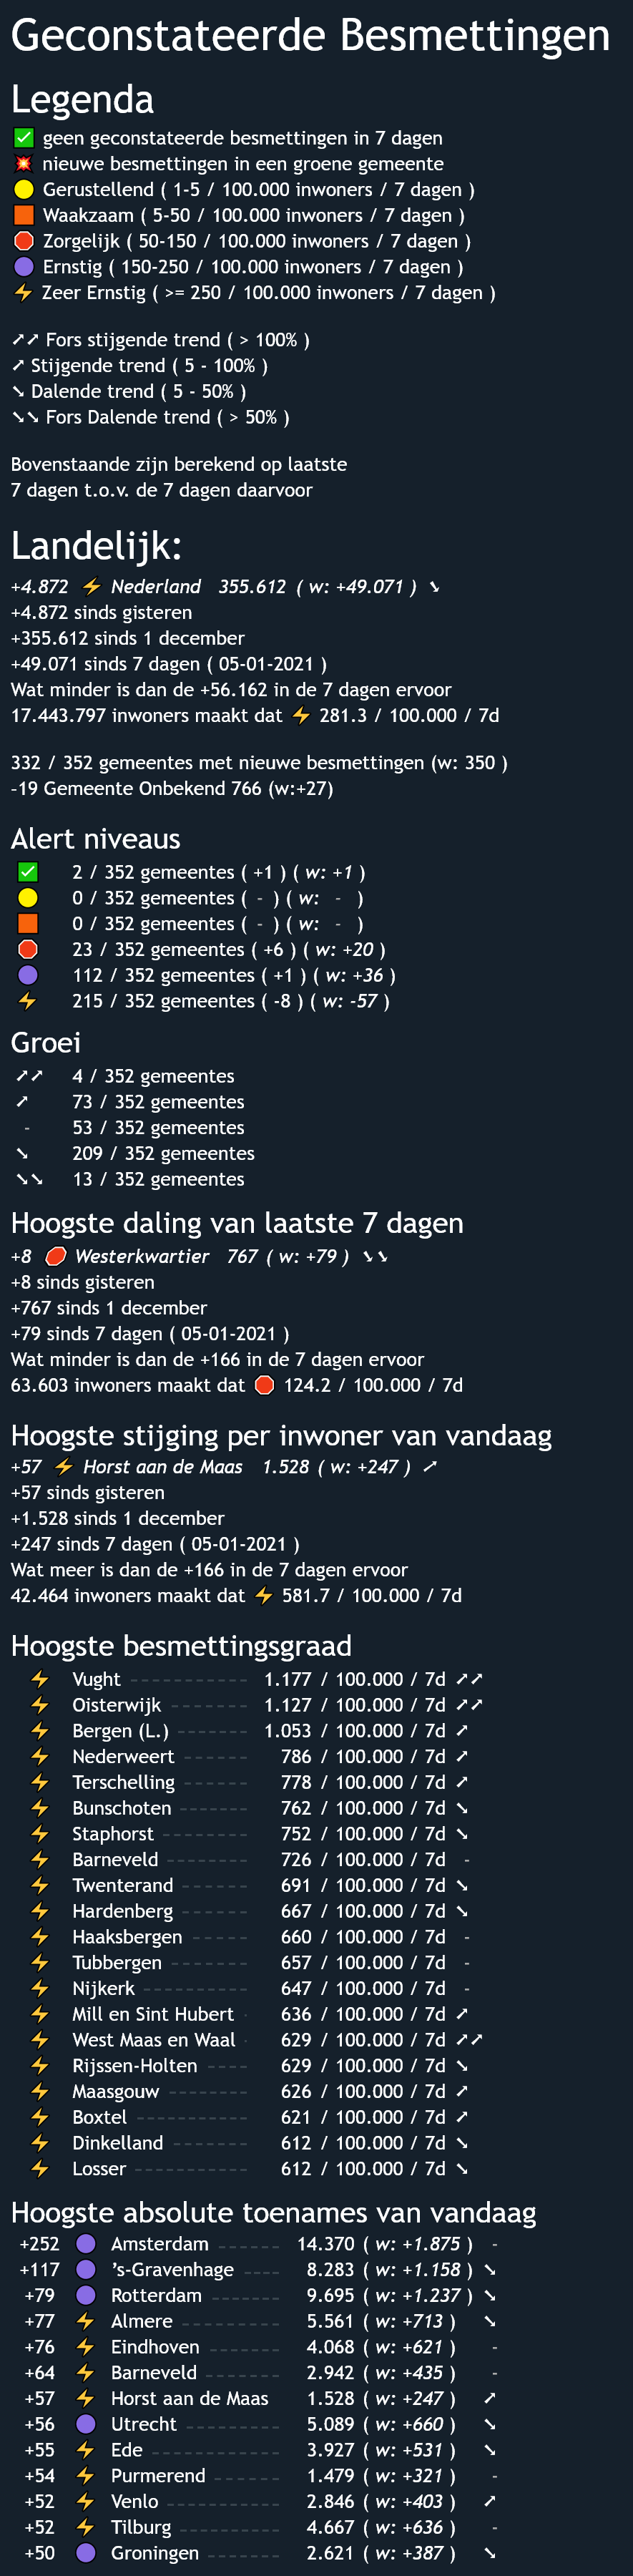 Geconstateerde Besmettingen
Legenda
✅ geen geconstateerde besmettingen in 7 dagen
💥 nieuwe besmettingen in een groene gemeente
🟡 Gerustellend ( 1-5 / 100.000 inwoners / 7 dagen )
🟧 Waakzaam ( 5-50 / 100.000 inwoners / 7 dagen )
🛑 Zorgelijk ( 50-150 / 100.000 inwoners / 7 dagen )
🟣 Ernstig ( 150-250 / 100.000 inwoners / 7 dagen )
⚡ Zeer Ernstig ( >= 250 / 100.000 inwoners / 7 dagen )
➚➚ Fors stijgende trend ( > 100% )
➚ Stijgende trend ( 5 - 100% )
➘ Dalende trend ( 5 - 50% )
➘➘ Fors Dalende trend ( > 50% )
Bovenstaande zijn berekend op laatste
7 dagen t.o.v. de 7 dagen daarvoor
Landelijk:
+4.872 ⚡ Nederland 355.612 ( w: +49.071 ) ➘
+4.872 sinds gisteren
+355.612 sinds 1 december
+49.071 sinds 7 dagen ( 05-01-2021 )
Wat minder is dan de +56.162 in de 7 dagen ervoor
17.443.797 inwoners maakt dat ⚡ 281.3 / 100.000 / 7d
332 / 352 gemeentes met nieuwe besmettingen (w: 350 )
-19 Gemeente Onbekend 766 (w:+27)
Alert niveaus
✅ 2 / 352 gemeentes ( +1 ) ( w: +1 )
🟡 0 / 352 gemeentes ( - ) ( w: - )
🟧 0 / 352 gemeentes ( - ) ( w: - )
🛑 23 / 352 gemeentes ( +6 ) ( w: +20 )
🟣 112 / 352 gemeentes ( +1 ) ( w: +36 )
⚡ 215 / 352 gemeentes ( -8 ) ( w: -57 )
Groei
➚➚ 4 / 352 gemeentes
➚ 73 / 352 gemeentes
- 53 / 352 gemeentes
➘ 209 / 352 gemeentes
➘➘ 13 / 352 gemeentes
Hoogste daling van laatste 7 dagen
+8 🛑 Westerkwartier 767 ( w: +79 ) ➘➘
+8 sinds gisteren
+767 sinds 1 december
+79 sinds 7 dagen ( 05-01-2021 )
Wat minder is dan de +166 in de 7 dagen ervoor
63.603 inwoners maakt dat 🛑 124.2 / 100.000 / 7d
Hoogste stijging per inwoner van vandaag
+57 ⚡ Horst aan de Maas 1.528 ( w: +247 ) ➚
+57 sinds gisteren
+1.528 sinds 1 december
+247 sinds 7 dagen ( 05-01-2021 )
Wat meer is dan de +166 in de 7 dagen ervoor
42.464 inwoners maakt dat ⚡ 581.7 / 100.000 / 7d
Hoogste besmettingsgraad
⚡ Vught 1.177 / 100.000 / 7d ➚➚
⚡ Oisterwijk 1.127 / 100.000 / 7d ➚➚
⚡ Bergen (L.) 1.053 / 100.000 / 7d ➚
⚡ Nederweert 786 / 100.000 / 7d ➚
⚡ Terschelling 778 / 100.000 / 7d ➚
⚡ Bunschoten 762 / 100.000 / 7d ➘
⚡ Staphorst 752 / 100.000 / 7d ➘
⚡ Barneveld 726 / 100.000 / 7d -
⚡ Twenterand 691 / 100.000 / 7d ➘
⚡ Hardenberg 667 / 100.000 / 7d ➘
⚡ Haaksbergen 660 / 100.000 / 7d -
⚡ Tubbergen 657 / 100.000 / 7d -
⚡ Nijkerk 647 / 100.000 / 7d -
⚡ Mill en Sint Hubert 636 / 100.000 / 7d ➚
⚡ West Maas en Waal 629 / 100.000 / 7d ➚➚
⚡ Rijssen-Holten 629 / 100.000 / 7d ➘
⚡ Maasgouw 626 / 100.000 / 7d ➚
⚡ Boxtel 621 / 100.000 / 7d ➚
⚡ Dinkelland 612 / 100.000 / 7d ➘
⚡ Losser 612 / 100.000 / 7d ➘
Hoogste absolute toenames van vandaag
+252 🟣 Amsterdam 14.370 ( w: +1.875 ) -
+117 🟣 's-Gravenhage 8.283 ( w: +1.158 ) ➘
+79 🟣 Rotterdam 9.695 ( w: +1.237 ) ➘
+77 ⚡ Almere 5.561 ( w: +713 ) ➘
+76 ⚡ Eindhoven 4.068 ( w: +621 ) -
+64 ⚡ Barneveld 2.942 ( w: +435 ) -
+57 ⚡ Horst aan de Maas 1.528 ( w: +247 ) ➚
+56 🟣 Utrecht 5.089 ( w: +660 ) ➘
+55 ⚡ Ede 3.927 ( w: +531 ) ➘
+54 ⚡ Purmerend 1.479 ( w: +321 ) -
+52 ⚡ Venlo 2.846 ( w: +403 ) ➚
+52 ⚡ Tilburg 4.667 ( w: +636 ) -
+50 🟣 Groningen 2.621 ( w: +387 ) ➘